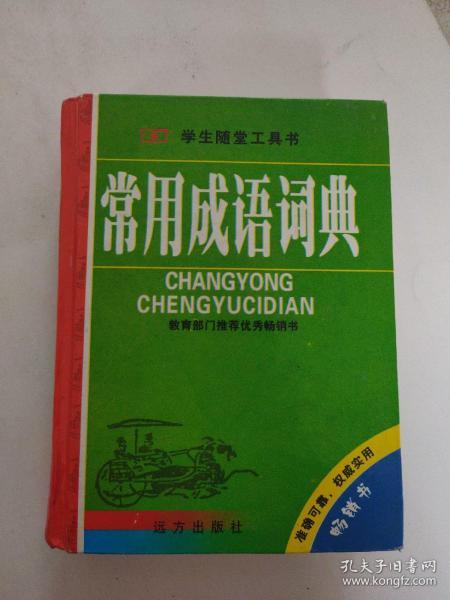 学生随堂工具书
常用成语词典
CHANGYONG
CHENGYUCIDIAN
教育部门推荐优秀畅销书
准确可靠，权威实用
畅销书
远方出版社
孔夫子旧书网
www.kongfz.com